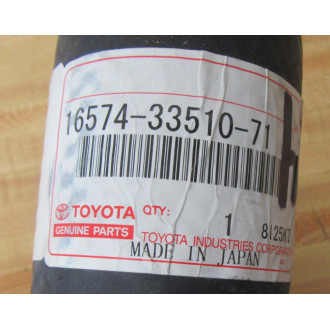 16574-33510-71
TOYOTA
GENUINE PARTS
QTY:
1
8125KT
TOYOTA INDUSTRIES CORPORATION
MADE IN JAPAN